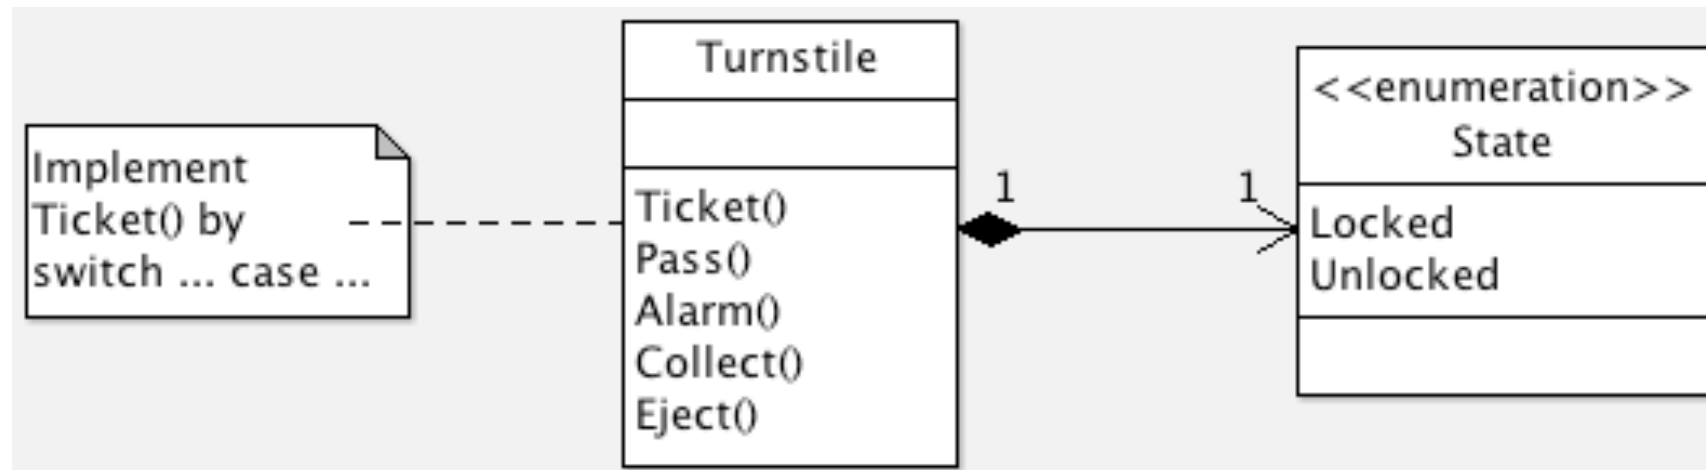 Implement
Ticket() by
switch ... case ...
Turnstile
Ticket()
Pass()
Alarm()
Collect()
Eject()
1
1
<<enumeration>>
State
Locked
Unlocked